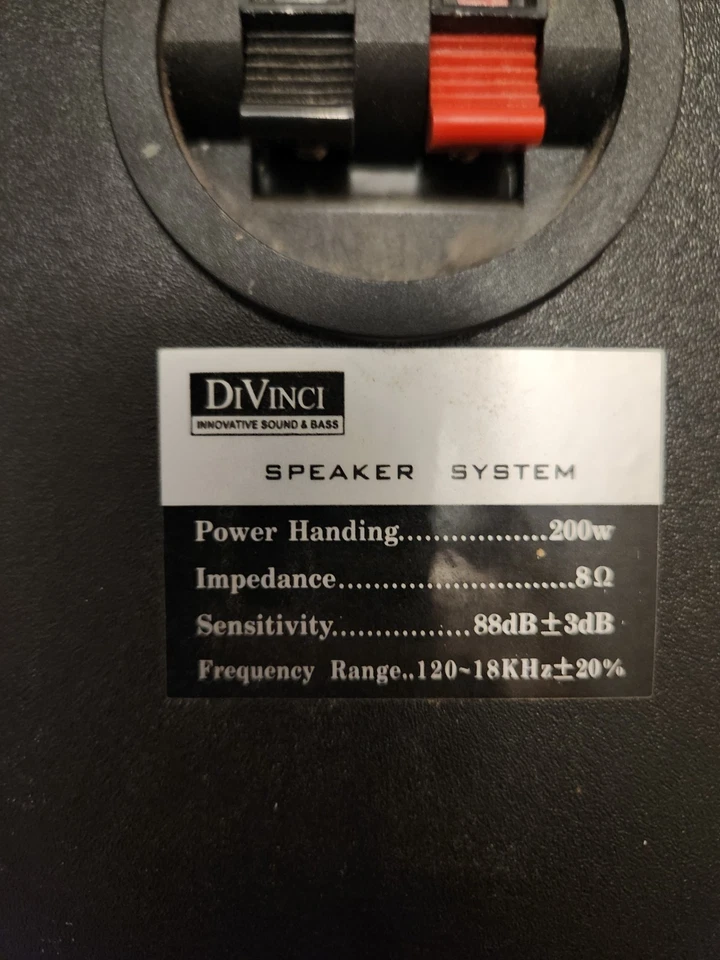 DIVINCI
INNOVATIVE SOUND & BASS
SPEAKER SYSTEM
Power Handing.................200w
Impedance...........................8Ω
Sensitivity................88dB±3dB
Frequency Range..120~18KHz±20%